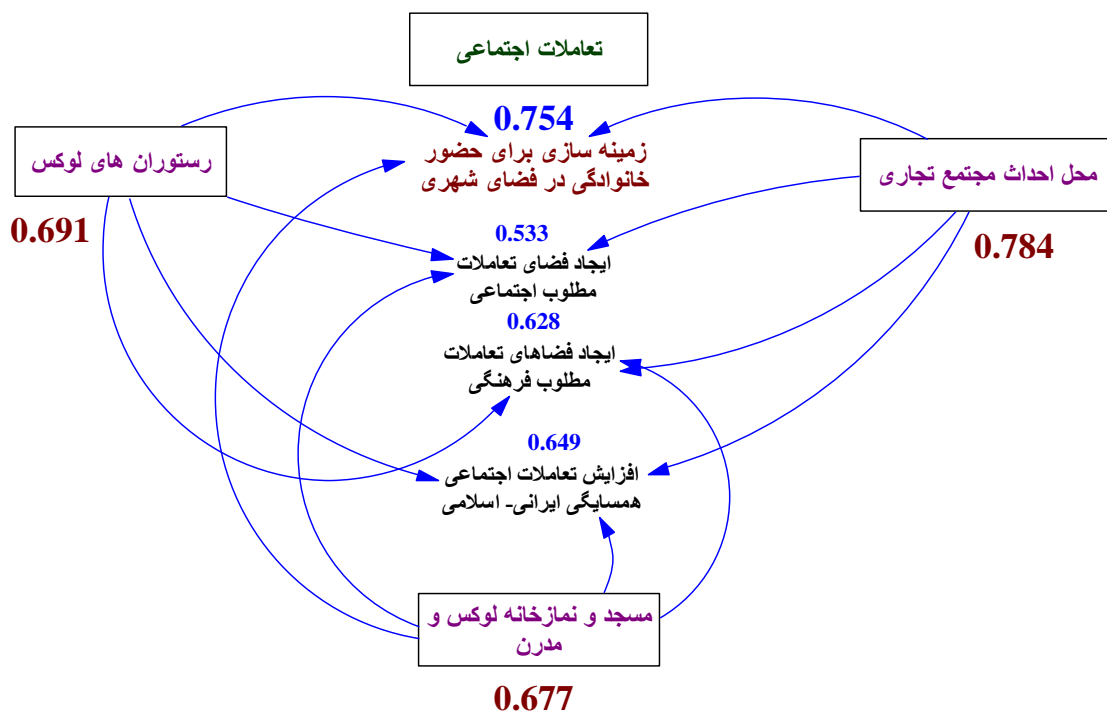 تعاملات اجتماعی
0.754
زمینه سازی برای حضور
خانوادگی در فضای شهری
محل احداث مجتمع تجاری
0.784
رستوران های لوکس
0.691
0.533
ایجاد فضای تعاملات
مطلوب اجتماعی
0.628
ایجاد فضاهای تعاملات
مطلوب فرهنگی
0.649
افزایش تعاملات اجتماعی
همسایگی ایرانی- اسلامی
مسجد و نمازخانه لوکس و
مدرن
0.677